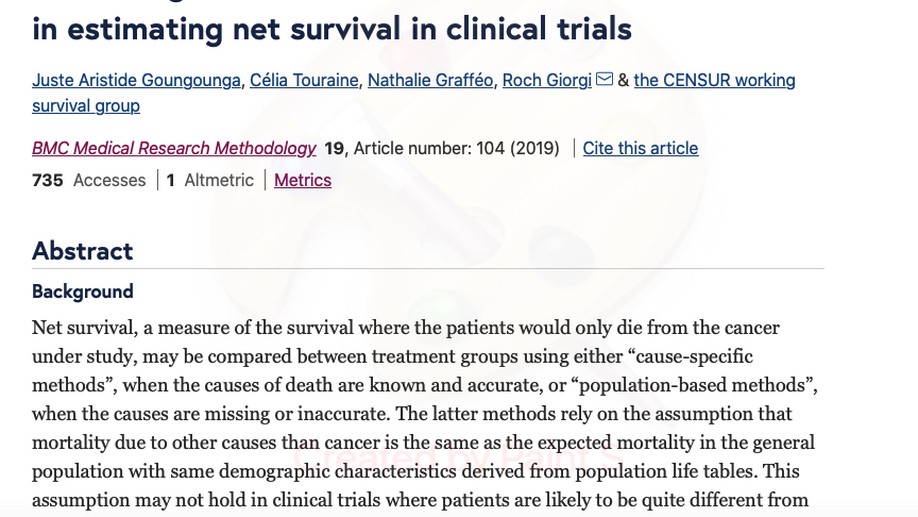 in estimating net survival in clinical trials
Juste Aristide Goungounga, Célia Touraine, Nathalie Grafféo, Roch Giorgi & the CENSUR working
survival group
BMC Medical Research Methodology 19, Article number: 104 (2019) | Cite this article
735 Accesses | 1 Altmetric | Metrics
Abstract
Background
Net survival, a measure of the survival where the patients would only die from the cancer
under study, may be compared between treatment groups using either “cause-specific
methods”, when the causes of death are known and accurate, or “population-based methods”,
when the causes are missing or inaccurate. The latter methods rely on the assumption that
mortality due to other causes than cancer is the same as the expected mortality in the general
Created by Paint S
population with same demographic characteristics derived from population life tables. This
assumption may not hold in clinical trials where patients are likely to be quite different from